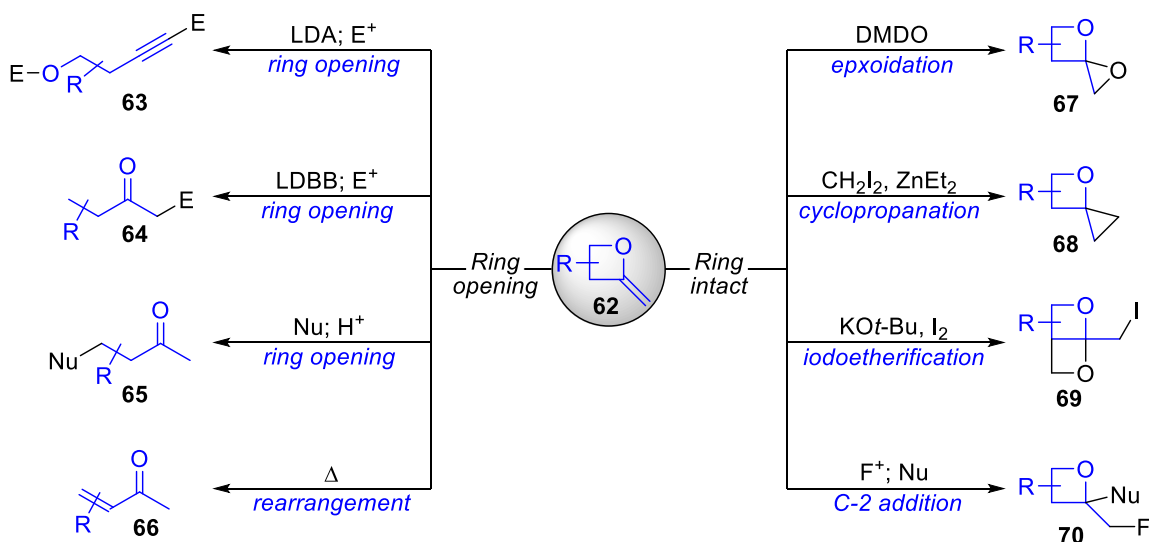 LDA; E+
ring opening
E
E
O
R
63
LDBB; E+
ring opening
O
E
R
64
Nu; H+
ring opening
O
Nu
R
65
Δ
rearrangement
O
R
66
Ring
opening
R
O
62
Ring
intact
DMDO
epxoidation
R
O
O
67
CH2I2, ZnEt2
cyclopropanation
R
O
68
KOt-Bu, I2
iodoetherification
R
O
I
O
69
F+; Nu
C-2 addition
R
O
Nu
F
70